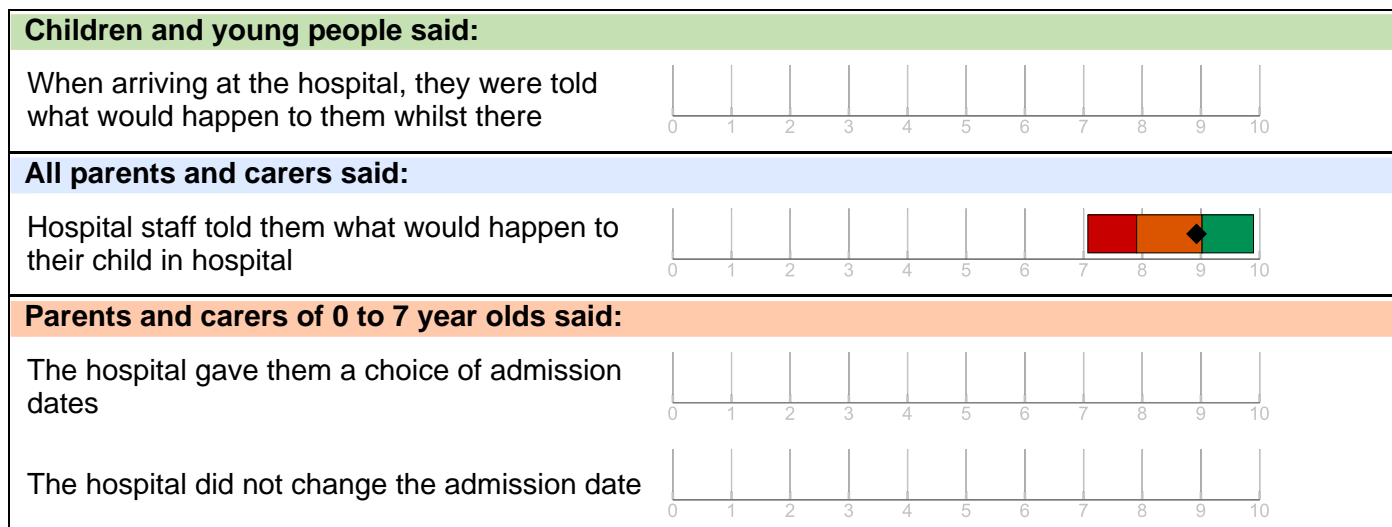 Children and young people said:
When arriving at the hospital, they were told
what would happen to them whilst there
0 1 2 3 4 5 6 7 8 9 10
All parents and carers said:
Hospital staff told them what would happen to
their child in hospital
0 1 2 3 4 5 6 7 8 9 10
Parents and carers of 0 to 7 year olds said:
The hospital gave them a choice of admission
dates
0 1 2 3 4 5 6 7 8 9 10
The hospital did not change the admission date
0 1 2 3 4 5 6 7 8 9 10